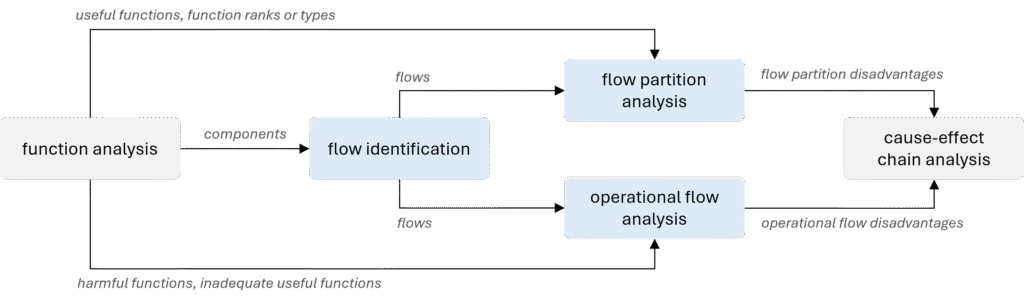 useful functions, function ranks or types
flows
flow partition
analysis
flow partition disadvantages
function analysis
components
flow identification
cause-effect
chain analysis
flows
operational flow
analysis
operational flow disadvantages
harmful functions, inadequate useful functions